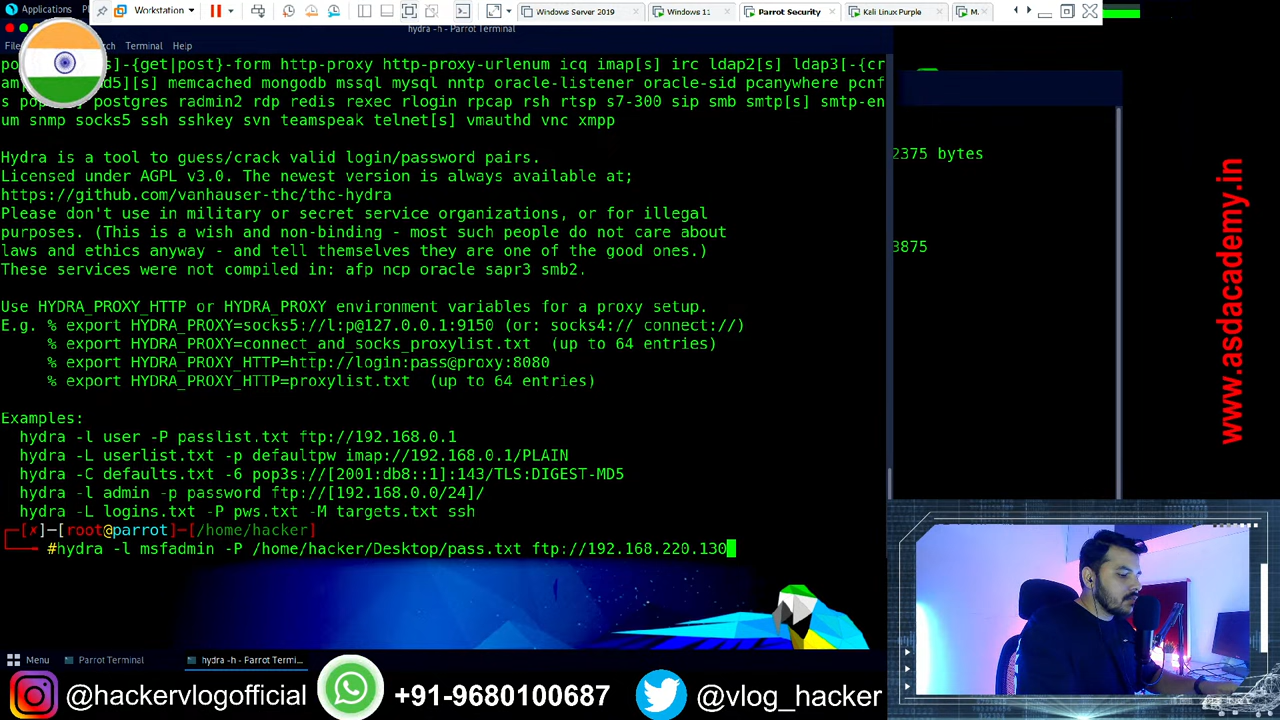 Applications
Workstation
Windows Server 2019
Windows 11
Parrot Security
Kali Linux Purple
hydra -h - Parrot Terminal
Terminal Help
s]-{get|post}-form http-proxy http-proxy-urlenum icq imap[s] irc ldap2[s] ldap3[-{cr
d5}][s] memcached mongodb mssql mysql nntp oracle-listener oracle-sid pcanywhere pcnf
s postgres radmin2 rdp redis rexec rlogin rpcap rsh rtsp s7-300 sip smb smtp[s] smtp-en
um snmp socks5 ssh sshkey svn teamspeak telnet[s] vmauthd vnc xmpp
Hydra is a tool to guess/crack valid login/password pairs.
Licensed under AGPL v3.0. The newest version is always available at;
https://github.com/vanhauser-thc/thc-hydra
Please don't use in military or secret service organizations, or for illegal
purposes. (This is a wish and non-binding - most such people do not care about
laws and ethics anyway - and tell themselves they are one of the good ones.)
These services were not compiled in: afp ncp oracle sapr3 smb2.
Use HYDRA_PROXY_HTTP or HYDRA_PROXY environment variables for a proxy setup.
E.g. % export HYDRA_PROXY=socks5://l:p@127.0.0.1:9150 (or: socks4:// connect://)
% export HYDRA_PROXY=connect_and_socks_proxylist.txt (up to 64 entries)
% export HYDRA_PROXY_HTTP=http://login:pass@proxy:8080
% export HYDRA_PROXY_HTTP=proxylist.txt (up to 64 entries)
Examples:
hydra -l user -P passlist.txt ftp://192.168.0.1
hydra -L userlist.txt -p defaultpw imap://192.168.0.1/PLAIN
hydra -C defaults.txt -6 pop3s://[2001:db8::1]:143/TLS:DIGEST-MD5
hydra -l admin -p password ftp://[192.168.0.0/24]/
hydra -L logins.txt -P pws.txt -M targets.txt ssh
[✗]─[root@parrot]─[/home/hacker]
#hydra -l msfadmin -P /home/hacker/Desktop/pass.txt ftp://192.168.220.130
2375 bytes
3875
www.asdacademy.in
Menu
Parrot Terminal
hydra -h - Parrot Termi...
@hackervlogofficial
+91-9680100687
@vlog_hacker